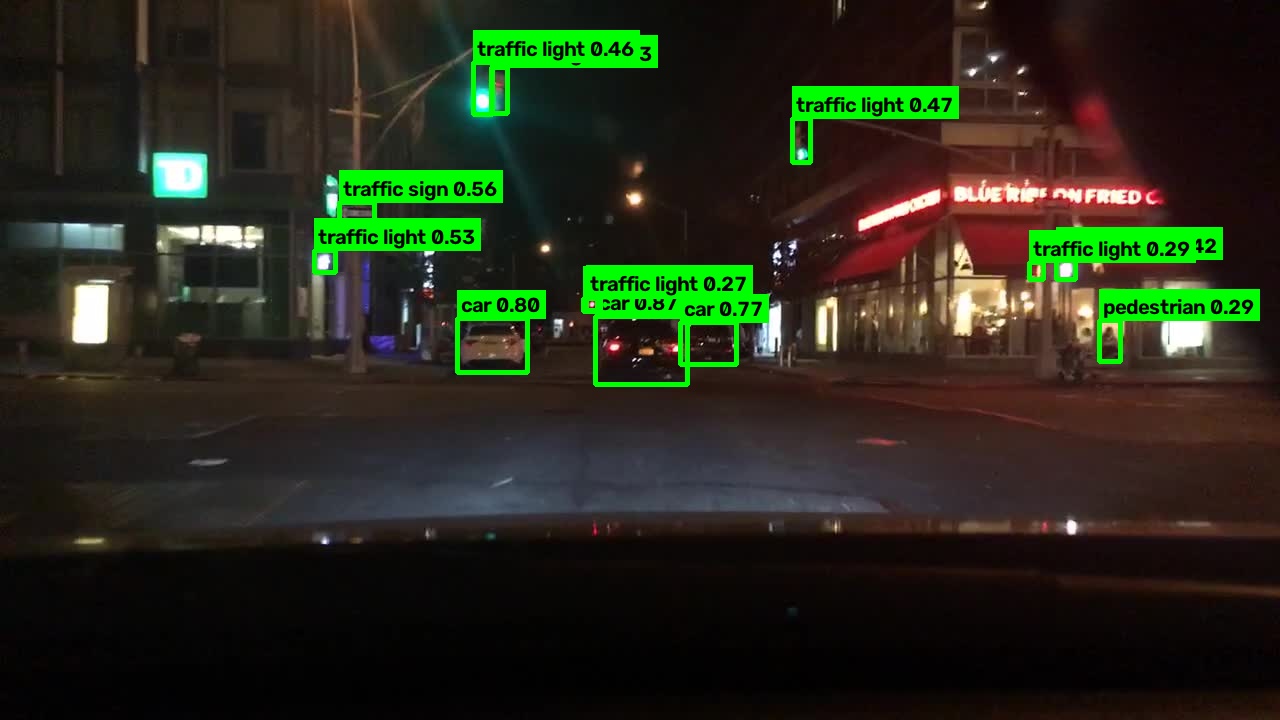 traffic light 0.46
3
traffic light 0.47
TD
traffic sign 0.56
BLUE RIBBON FRIED C
traffic light 0.53
traffic light 0.29
42
traffic light 0.27
car 0.80
car 0.87
car 0.77
pedestrian 0.29